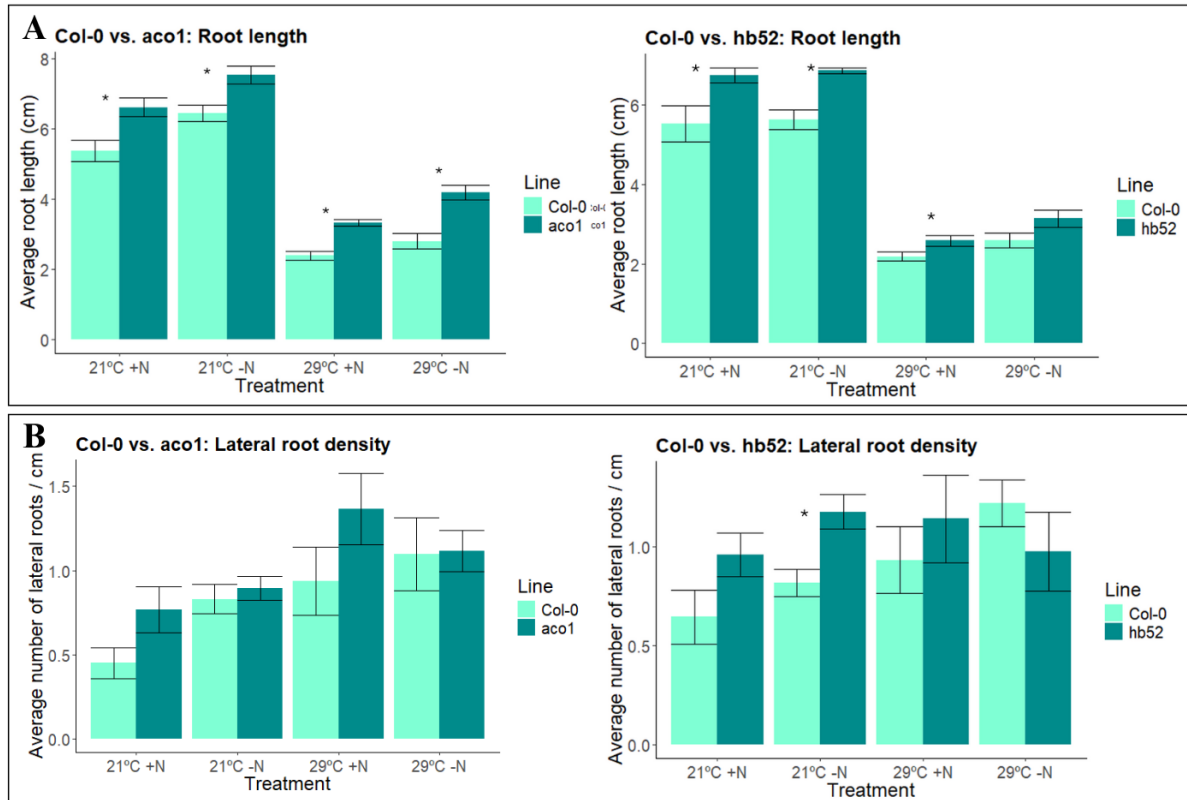 A
Col-0 vs. aco1: Root length
Average root length (cm)
8
6
4
2
0
*
*
*
*
21ºC +N
21ºC -N
29ºC +N
29ºC -N
Treatment
Line
Col-0
aco1
co1
Col-0 vs. hb52: Root length
Average root length (cm)
6
4
2
0
*
*
*
21ºC +N
21ºC -N
29ºC +N
29ºC -N
Treatment
Line
Col-0
hb52
B
Col-0 vs. aco1: Lateral root density
Average number of lateral roots / cm
1.5
1.0
0.5
0.0
21ºC +N
21ºC -N
29ºC +N
29ºC -N
Treatment
Line
Col-0
aco1
Col-0 vs. hb52: Lateral root density
Average number of lateral roots / cm
1.0
0.5
0.0
*
21ºC +N
21ºC -N
29ºC +N
29ºC -N
Treatment
Line
Col-0
hb52